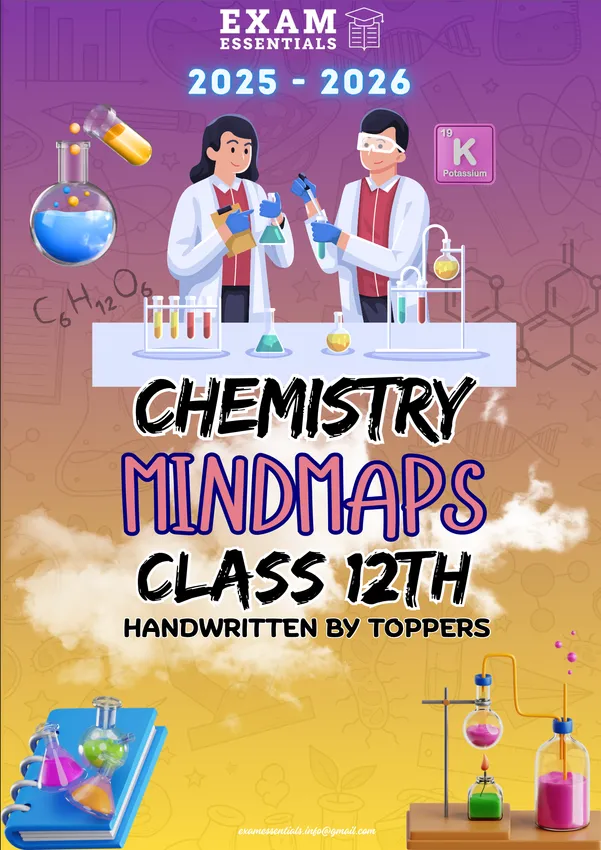 EXAM
ESSENTIALS
2025 - 2026
19
K
Potassium
C6H12O6
CHEMISTRY
MINDMAPS
CLASS 12TH
HANDWRITTEN BY TOPPERS
examessentials.info@gmail.com